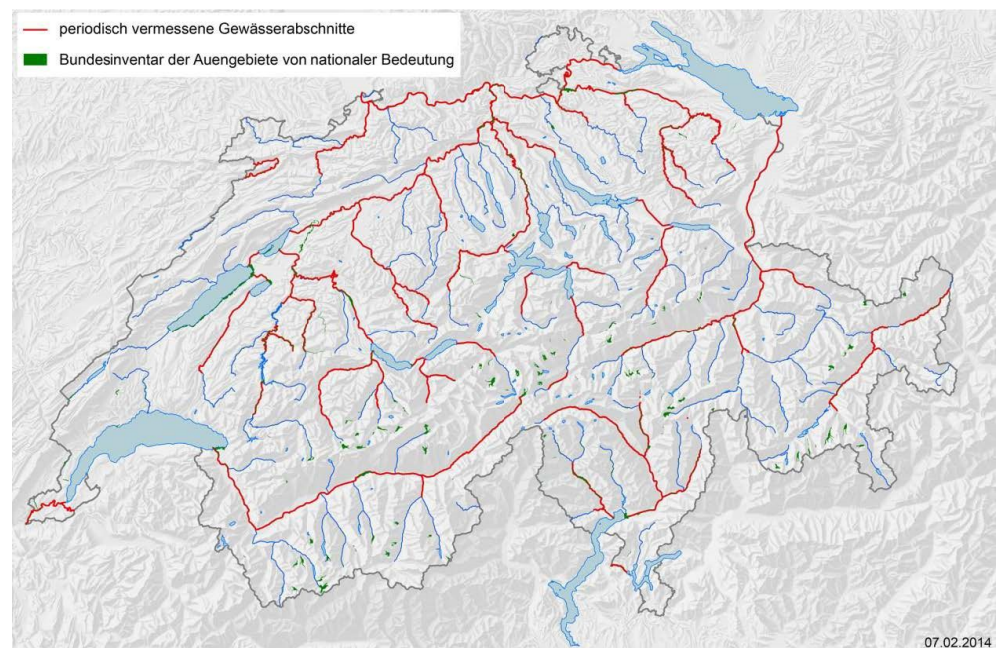 periodisch vermessene Gewässerabschnitte
Bundesinventar der Auengebiete von nationaler Bedeutung
07.02.2014